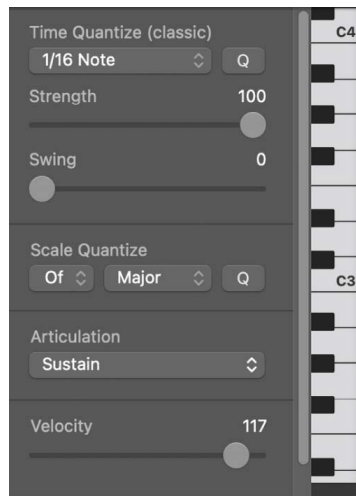 Time Quantize (classic)
1/16 Note Q
Strength 100
Swing 0
Scale Quantize
Of Major Q
Articulation
Sustain
Velocity 117
C4
C3